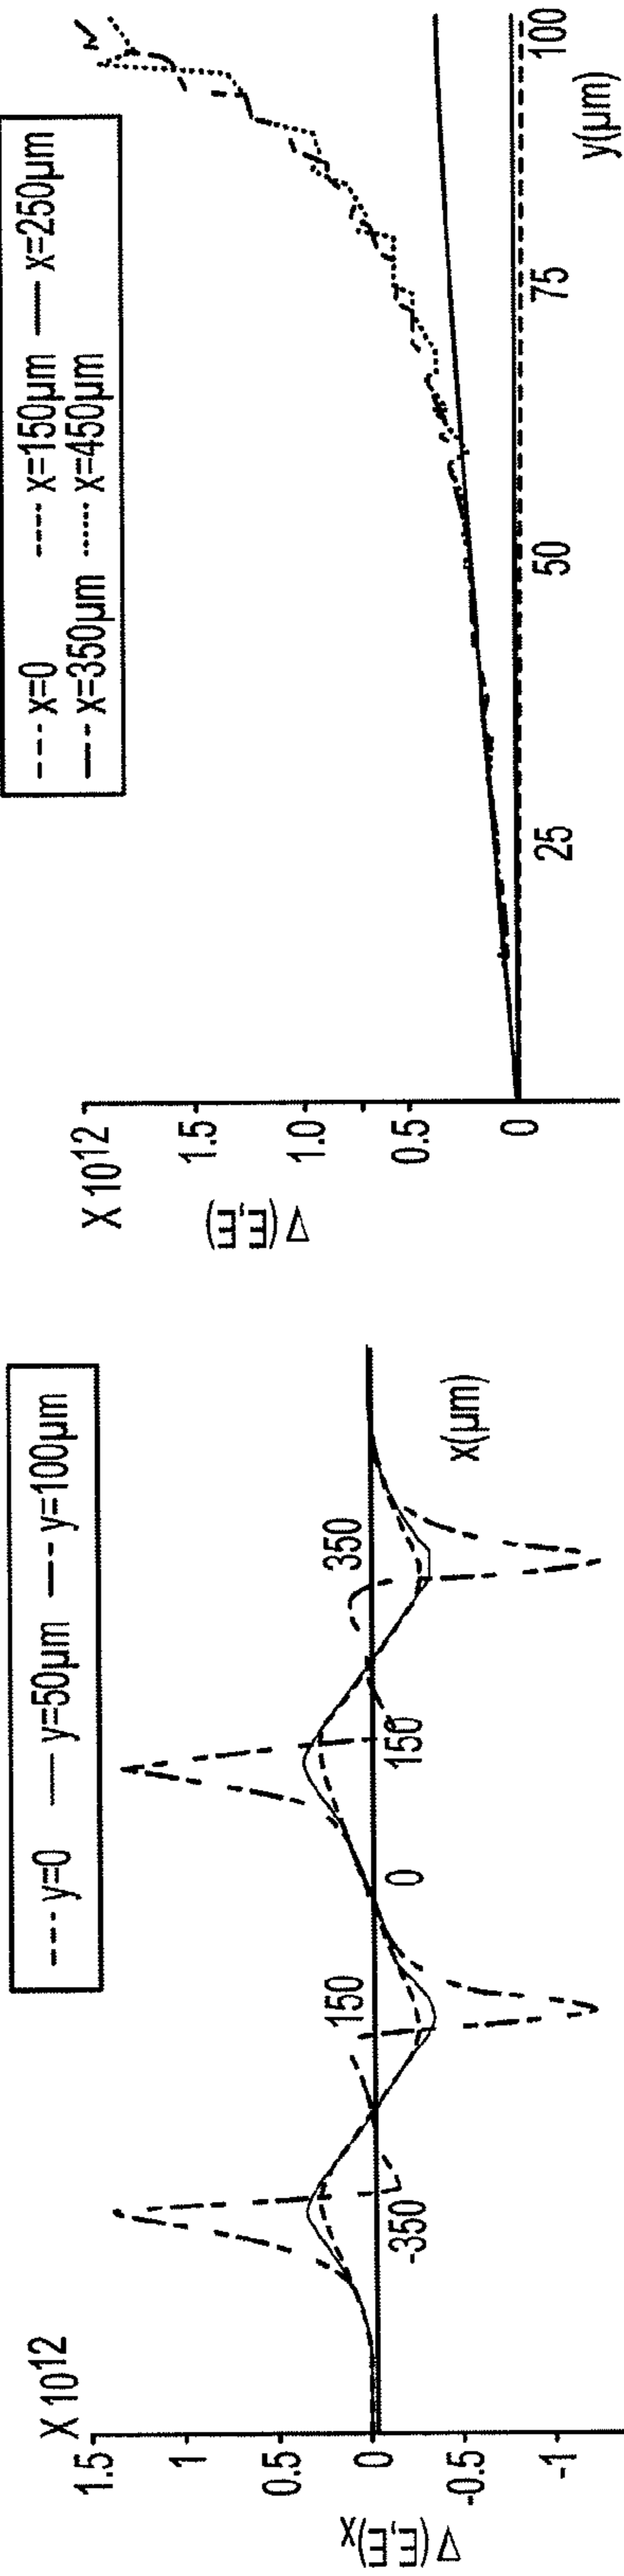 X 10¹²
1.5
1
0.5
0
-0.5
-1
∇(E,E)x
y=0 y=50µm y=100µm
-350
150
0
150
350
x(µm)
X 10¹²
1.5
1.0
0.5
0
∇(E,E)
x=0 x=150µm x=250µm
x=350µm x=450µm
25
50
75
100
y(µm)